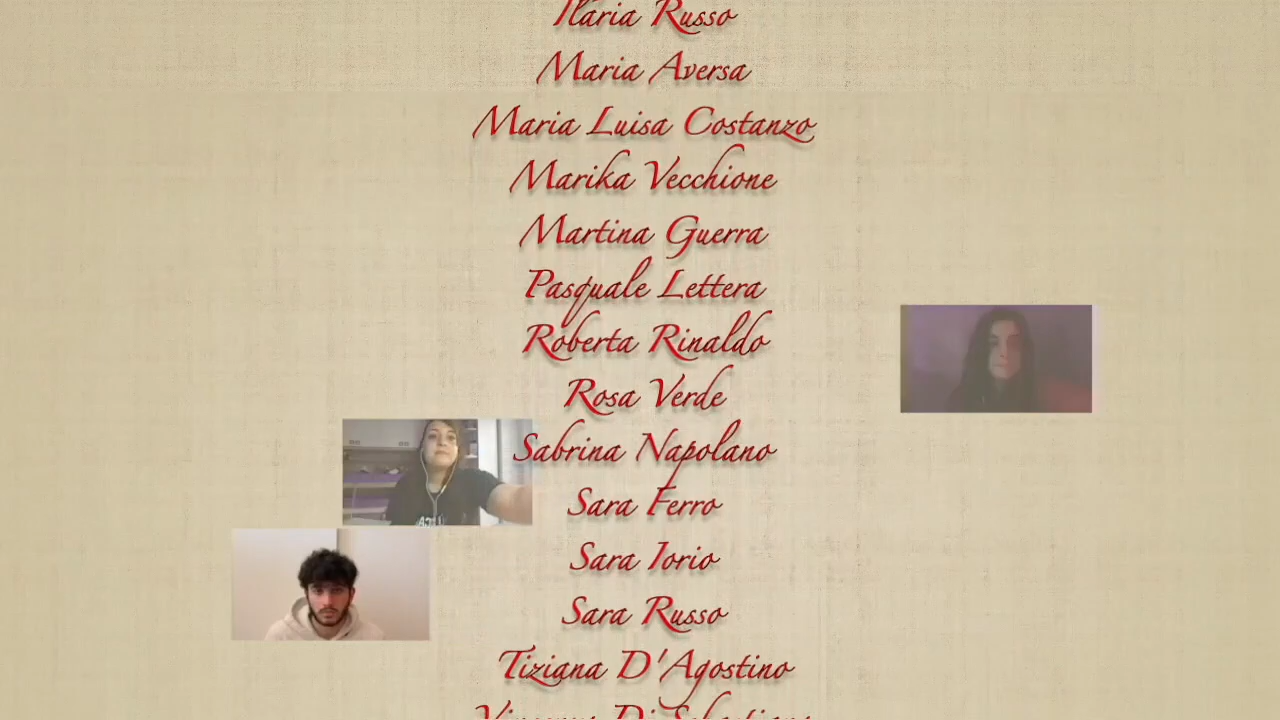 Ilaria Russo
Maria Aversa
Maria Luisa Costanzo
Marika Vecchione
Martina Guerra
Pasquale Lettera
Roberta Rinaldo
Rosa Verde
Sabrina Napolano
Sara Ferro
Sara Iorio
Sara Russo
Tiziana D'Agostino